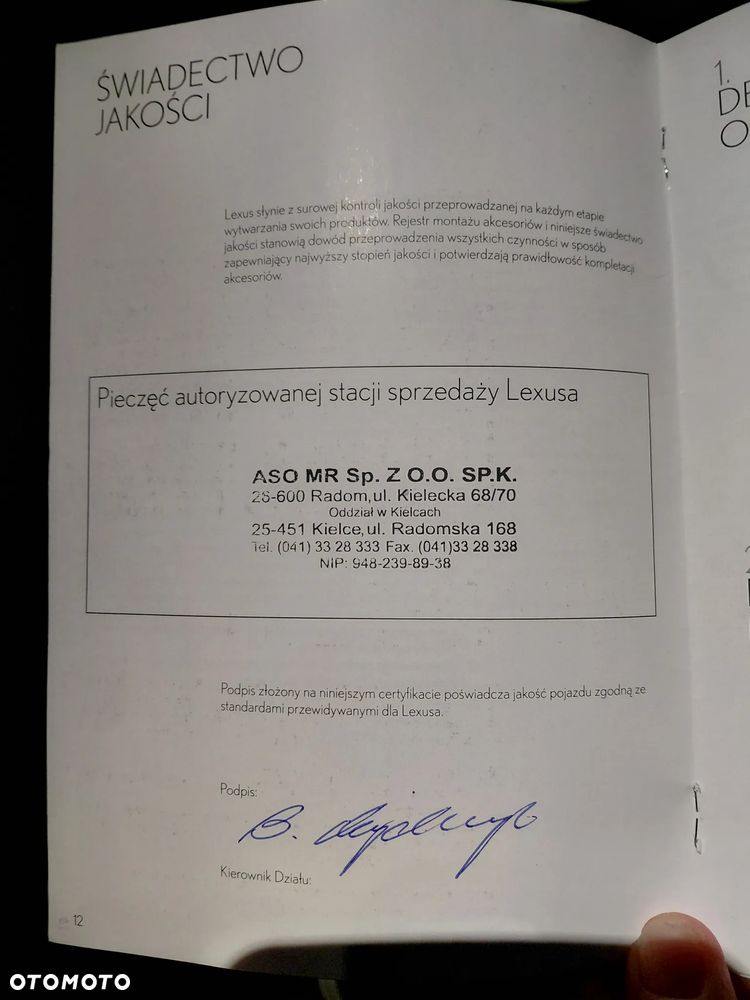 ŚWIADECTWO
JAKOŚCI
1.
DE
O
Lexus słynie z surowej kontroli jakości przeprowadzanej na każdym etapie
wytwarzania swoich produktów. Rejestr montażu akcesoriów i niniejsze świadectwo
jakości stanowią dowód przeprowadzenia wszystkich czynności w sposób
zapewniający najwyższy stopień jakości i potwierdzają prawidłowość kompletacji
akcesoriów.
Pieczęć autoryzowanej stacji sprzedaży Lexusa
ASO MR Sp. Z O.O. SP.K.
26-600 Radom, ul. Kielecka 68/70
Oddział w Kielcach
25-451 Kielce, ul. Radomska 168
Tel. (041) 33 28 333 Fax. (041)33 28 338
NIP: 948-239-89-38
Podpis złożony na niniejszym certyfikacie poświadcza jakość pojazdu zgodną ze
standardami przewidywanymi dla Lexusa.
Podpis:
B.
Kierownik Działu:
12
OTOMOTO